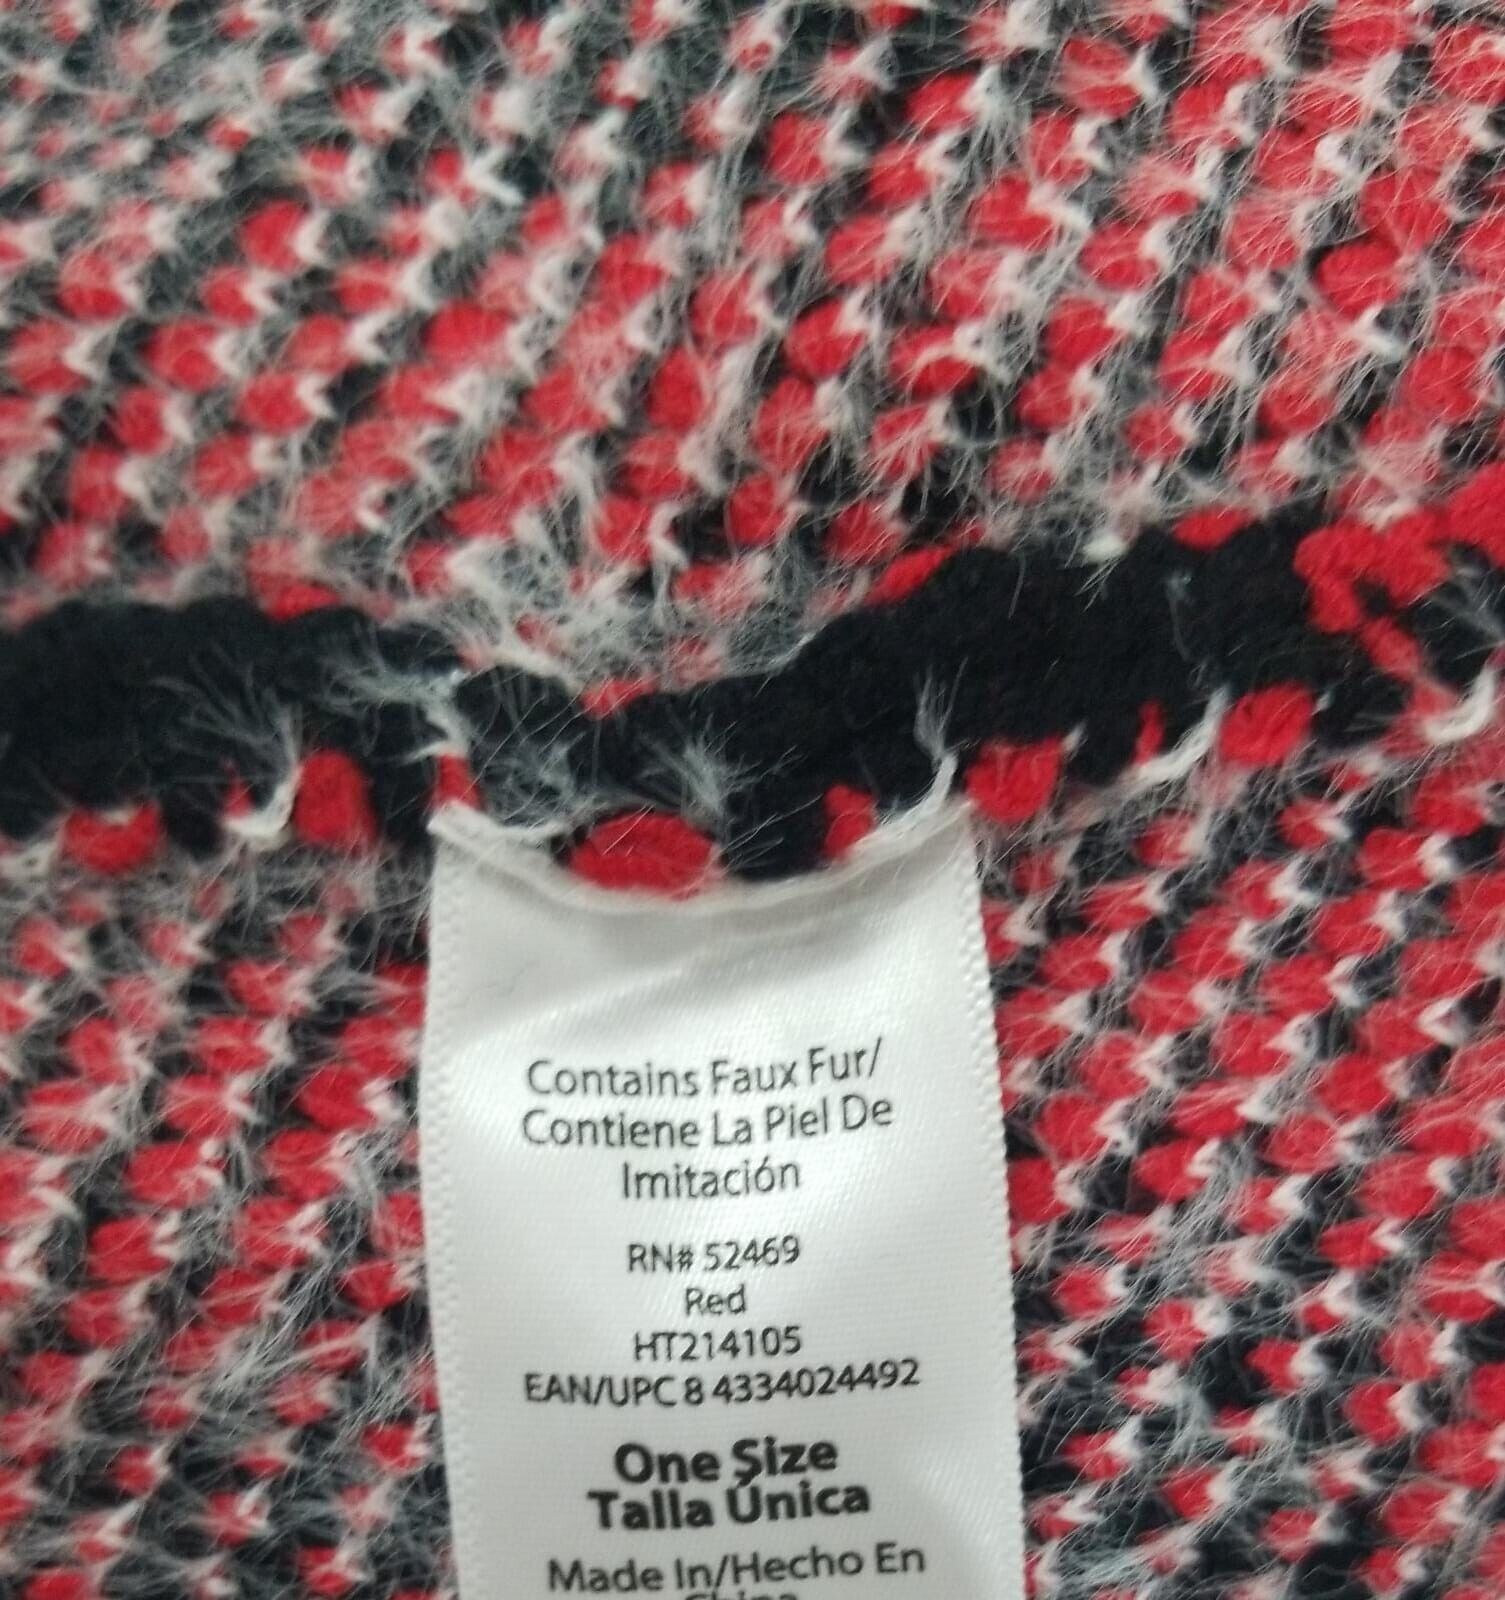 Contains Faux Fur/
Contiene La Piel De
Imitación
RN# 52469
Red
HT214105
EAN/UPC 8 4334024492
One Size
Talla Única
Made In/Hecho En
China